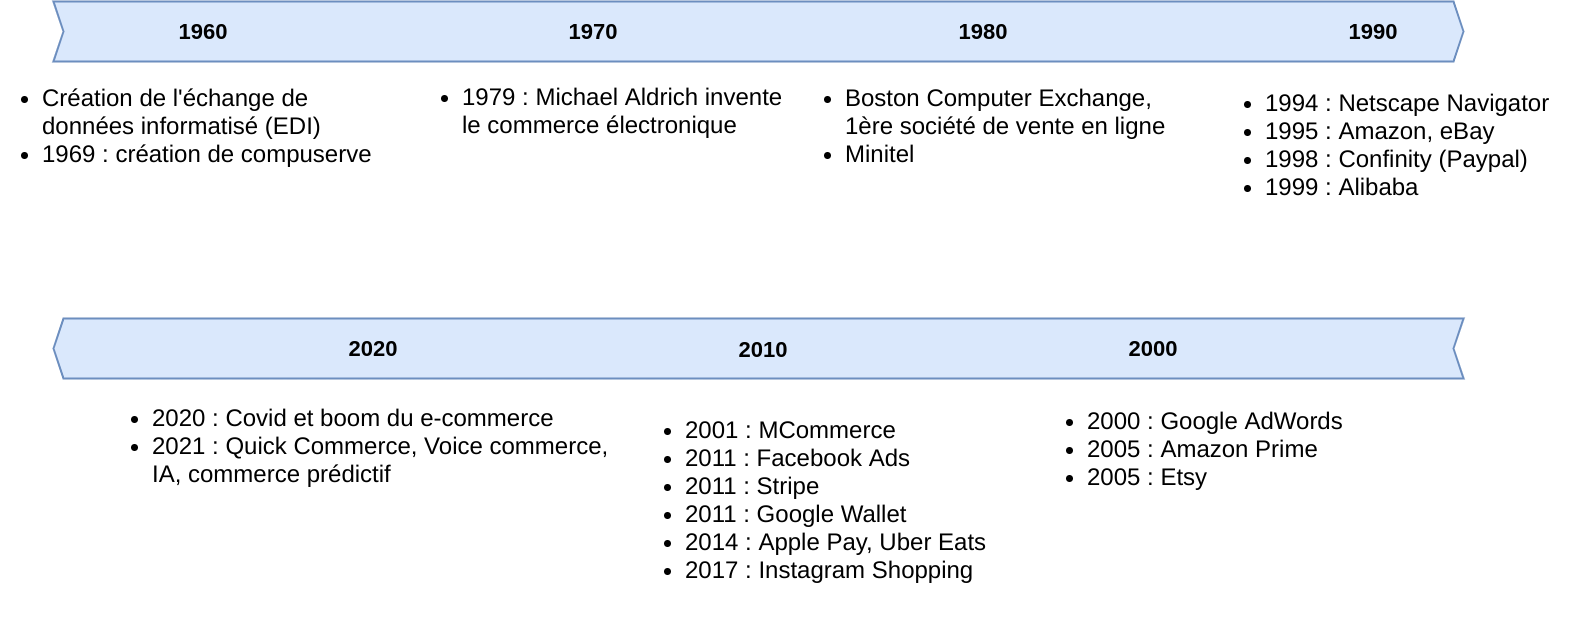 1960 1970 1980 1990
• Création de l'échange de
données informatisé (EDI)
• 1969 : création de compuserve
• 1979 : Michael Aldrich invente
le commerce électronique
• Boston Computer Exchange,
1ère société de vente en ligne
• Minitel
• 1994 : Netscape Navigator
• 1995 : Amazon, eBay
• 1998 : Confinity (Paypal)
• 1999 : Alibaba
2020 2010 2000
• 2020 : Covid et boom du e-commerce
• 2021 : Quick Commerce, Voice commerce,
IA, commerce prédictif
• 2001 : MCommerce
• 2011 : Facebook Ads
• 2011 : Stripe
• 2011 : Google Wallet
• 2014 : Apple Pay, Uber Eats
• 2017 : Instagram Shopping
• 2000 : Google AdWords
• 2005 : Amazon Prime
• 2005 : Etsy